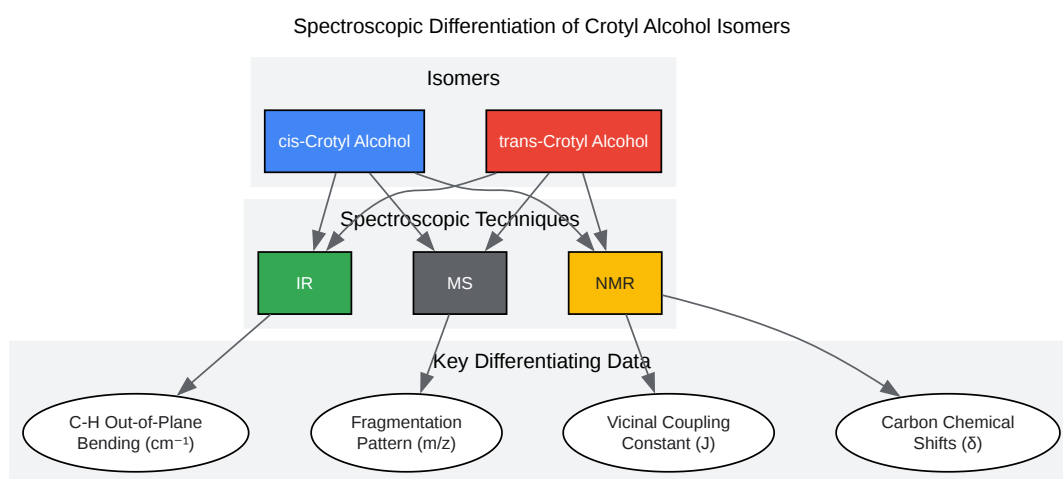 Spectroscopic Differentiation of Crotyl Alcohol Isomers
Isomers
cis-Crotyl Alcohol
trans-Crotyl Alcohol
Spectroscopic Techniques
IR
MS
NMR
Key Differentiating Data
C-H Out-of-Plane
Bending (cm⁻¹)
Fragmentation
Pattern (m/z)
Vicinal Coupling
Constant (J)
Carbon Chemical
Shifts (δ)